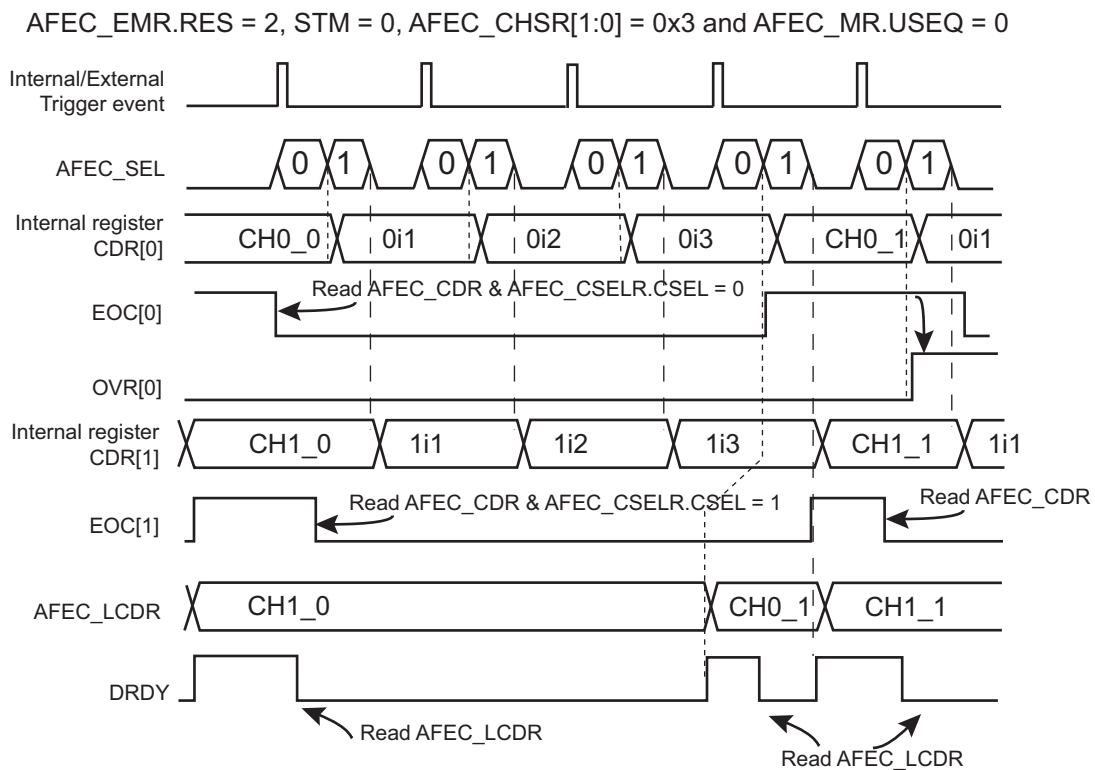 AFEC_EMR.RES = 2, STM = 0, AFEC_CHSR[1:0] = 0x3 and AFEC_MR.USEQ = 0
Internal/External
Trigger event
AFEC_SEL
0 1 0 1 0 1 0 1 0 1
Internal register
CDR[0]
CH0_0 0i1 0i2 0i3 CH0_1 0i1
Read AFEC_CDR & AFEC_CSELR.CSEL = 0
EOC[0]
OVR[0]
Internal register
CDR[1]
CH1_0 1i1 1i2 1i3 CH1_1 1i1
Read AFEC_CDR & AFEC_CSELR.CSEL = 1
Read AFEC_CDR
EOC[1]
AFEC_LCDR
CH1_0 CH0_1 CH1_1
DRDY
Read AFEC_LCDR
Read AFEC_LCDR